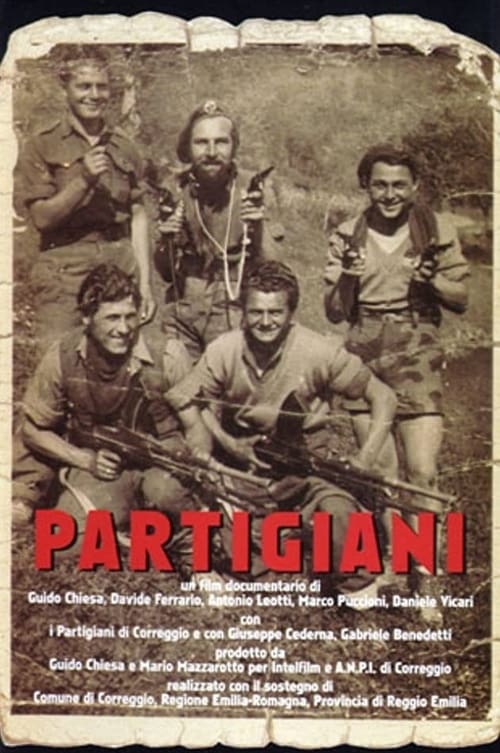 PARTIGIANI
un film documentario di
Guido Chiesa, Davide Ferrario, Antonio Leotti, Marco Puccioni, Daniele Vicari
con
i Partigiani di Correggio e con Giuseppe Cederna, Gabriele Benedetti
prodotto da
Guido Chiesa e Mario Mazzarotto per Intelfilm e A.N.P.I. di Correggio
realizzato con il sostegno di
Comune di Correggio, Regione Emilia-Romagna, Provincia di Reggio Emilia